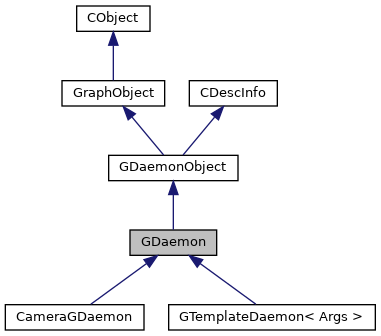 CObject
GraphObject
CDescInfo
GDaemonObject
GDaemon
CameraGDaemon
GTemplateDaemon< Args >